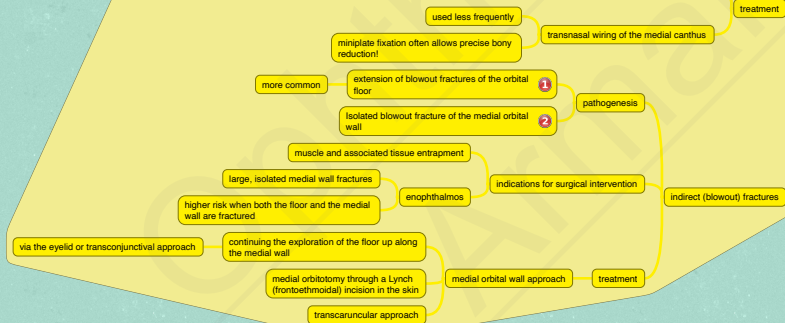 treatment
used less frequently
transnasal wiring of the medial canthus
miniplate fixation often allows precise bony
reduction!
more common
extension of blowout fractures of the orbital
floor
1
pathogenesis
Isolated blowout fracture of the medial orbital
wall
2
muscle and associated tissue entrapment
large, isolated medial wall fractures
higher risk when both the floor and the medial
wall are fractured
enophthalmos
indications for surgical intervention
indirect (blowout) fractures
via the eyelid or transconjunctival approach
continuing the exploration of the floor up along
the medial wall
medial orbitotomy through a Lynch
(frontoethmoidal) incision in the skin
medial orbital wall approach
treatment
transcaruncular approach